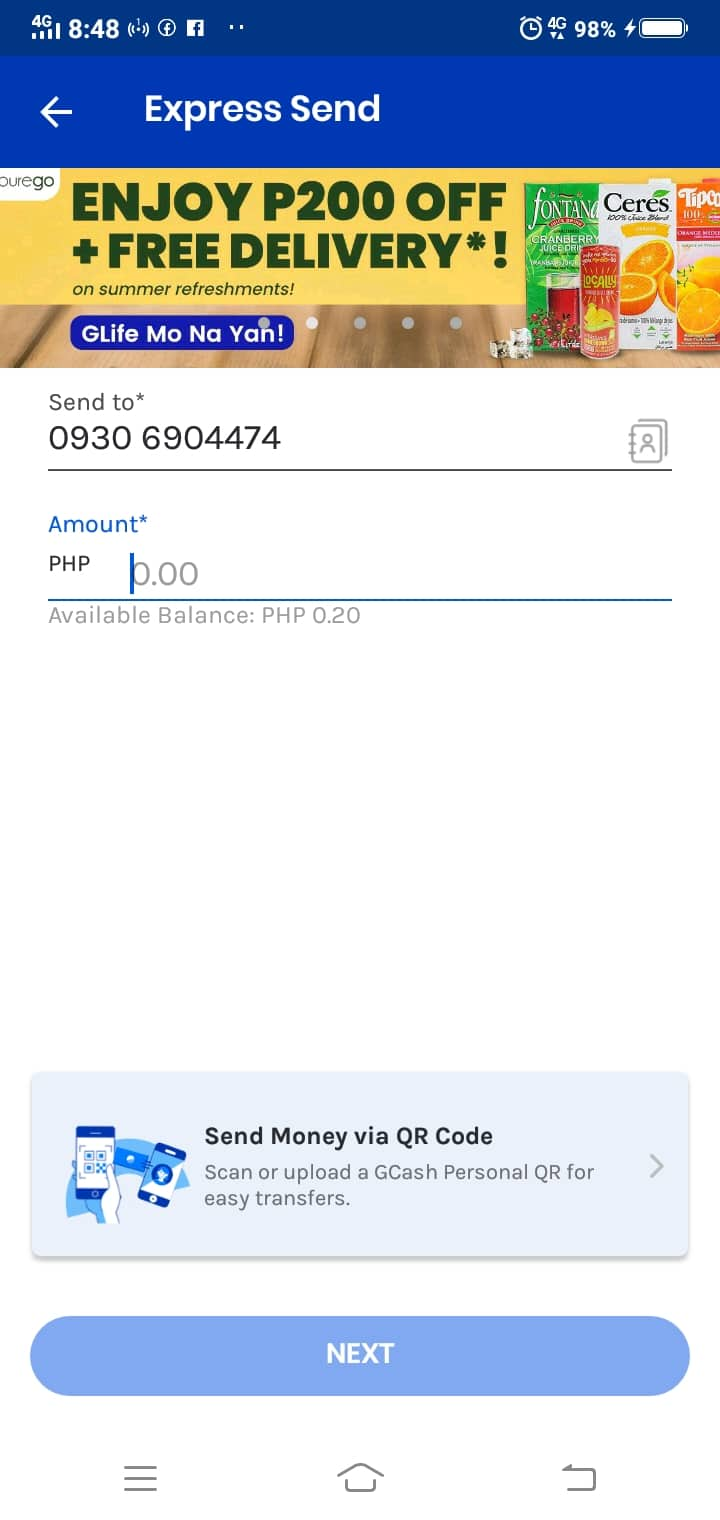 4G 8:48 4G 98%
Express Send
purego
ENJOY P200 OFF
+ FREE DELIVERY*!
on summer refreshments!
GLife Mo Na Yan!
FONTANA
CRANBERRY
JUICE DRINK
LOCALLY
Ceres
100% Juice Blend
Tipco
100%
Send to*
0930 6904474
Amount*
PHP 0.00
Available Balance: PHP 0.20
Send Money via QR Code
Scan or upload a GCash Personal QR for
easy transfers.
NEXT